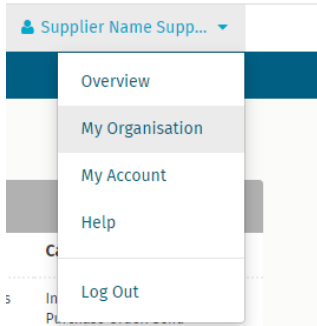 Supplier Name Supp...
Overview
My Organisation
My Account
Help
Log Out